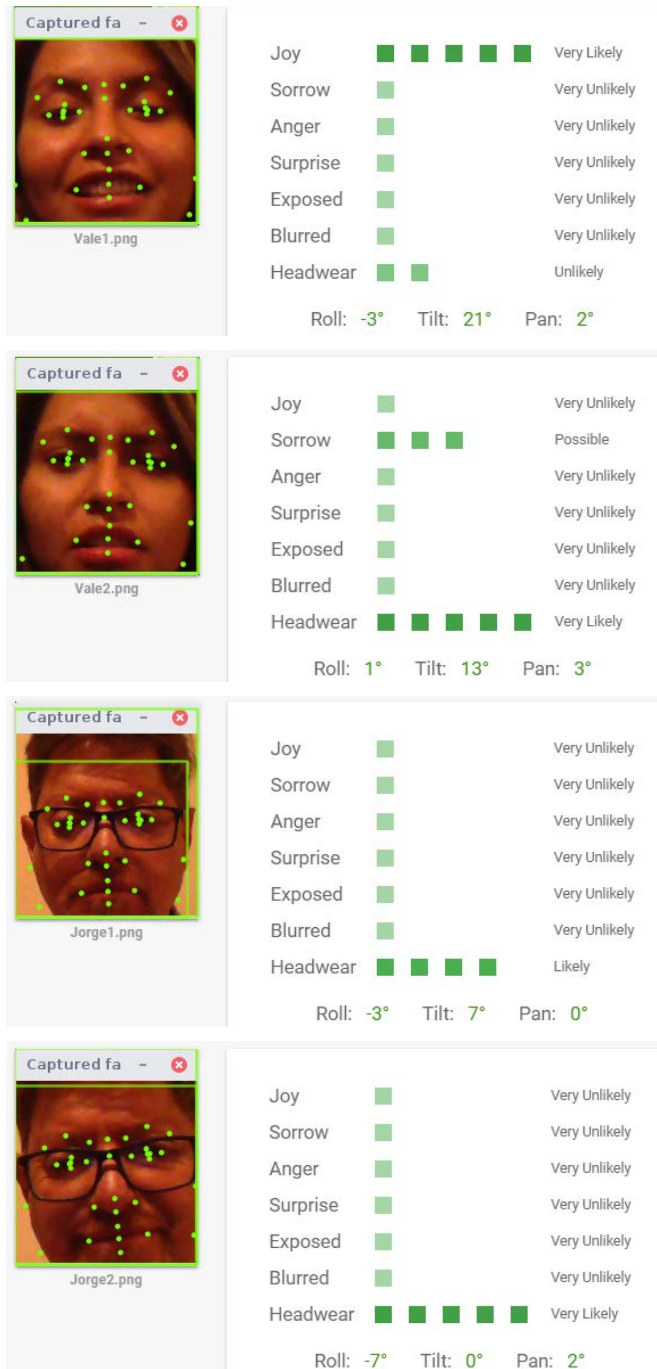 Captured fa –
Vale1.png
Joy Very Likely
Sorrow Very Unlikely
Anger Very Unlikely
Surprise Very Unlikely
Exposed Very Unlikely
Blurred Very Unlikely
Headwear Unlikely
Roll: -3° Tilt: 21° Pan: 2°
Captured fa –
Vale2.png
Joy Very Unlikely
Sorrow Possible
Anger Very Unlikely
Surprise Very Unlikely
Exposed Very Unlikely
Blurred Very Unlikely
Headwear Very Likely
Roll: 1° Tilt: 13° Pan: 3°
Captured fa –
Jorge1.png
Joy Very Unlikely
Sorrow Very Unlikely
Anger Very Unlikely
Surprise Very Unlikely
Exposed Very Unlikely
Blurred Very Unlikely
Headwear Likely
Roll: -3° Tilt: 7° Pan: 0°
Captured fa –
Jorge2.png
Joy Very Unlikely
Sorrow Very Unlikely
Anger Very Unlikely
Surprise Very Unlikely
Exposed Very Unlikely
Blurred Very Unlikely
Headwear Very Likely
Roll: -7° Tilt: 0° Pan: 2°